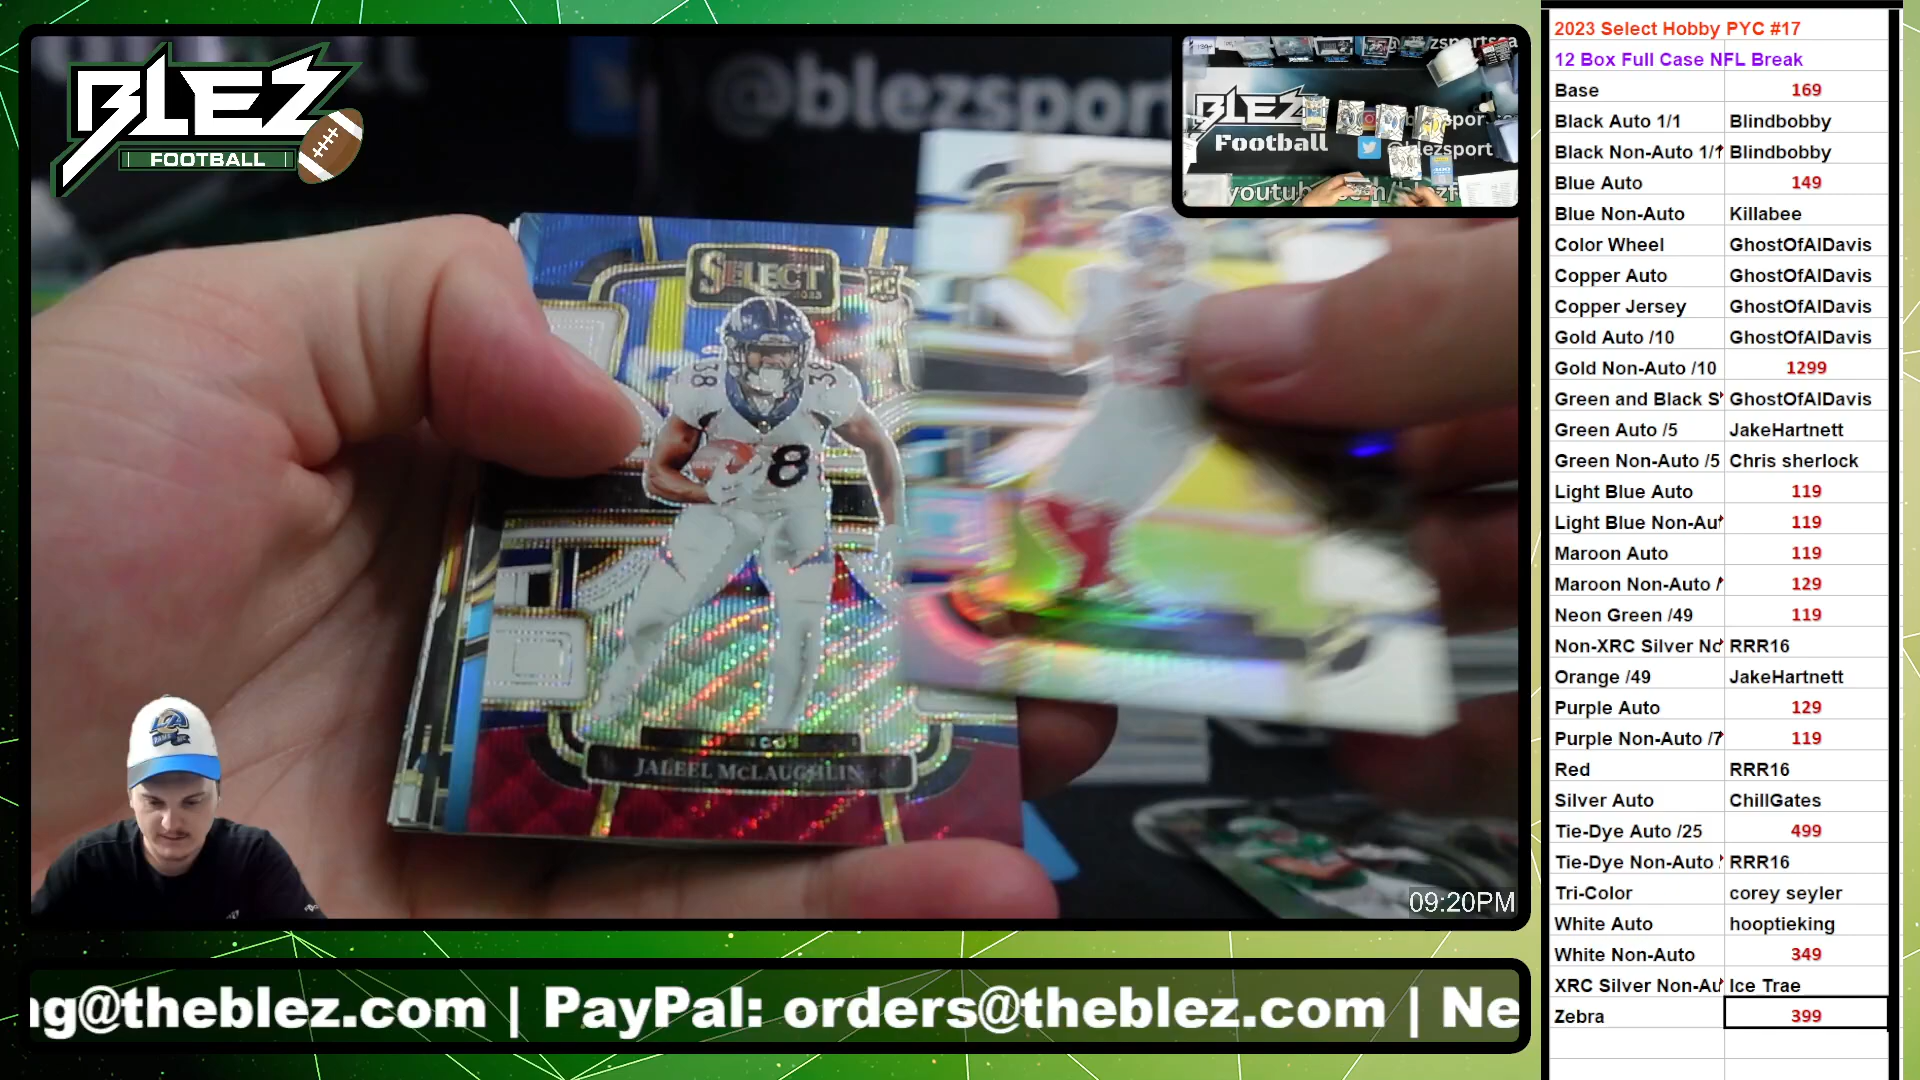 BLEZ
FOOTBALL
@blezspor
SELECT
2023
RC
38
38
8
JALEEL McLAUGHLIN
BLEZ
Football
@blezsport
09:20PM
ng@theblez.com | PayPal: orders@theblez.com | Ne
2023 Select Hobby PYC #17
12 Box Full Case NFL Break
Base 169
Black Auto 1/1 Blindbobby
Black Non-Auto 1/1 Blindbobby
Blue Auto 149
Blue Non-Auto Killabee
Color Wheel GhostOfAlDavis
Copper Auto GhostOfAlDavis
Copper Jersey GhostOfAlDavis
Gold Auto /10 GhostOfAlDavis
Gold Non-Auto /10 1299
Green and Black S GhostOfAlDavis
Green Auto /5 JakeHartnett
Green Non-Auto /5 Chris sherlock
Light Blue Auto 119
Light Blue Non-Au 119
Maroon Auto 119
Maroon Non-Auto / 129
Neon Green /49 119
Non-XRC Silver No RRR16
Orange /49 JakeHartnett
Purple Auto 129
Purple Non-Auto /7 119
Red RRR16
Silver Auto ChillGates
Tie-Dye Auto /25 499
Tie-Dye Non-Auto RRR16
Tri-Color corey seyler
White Auto hooptieking
White Non-Auto 349
XRC Silver Non-Au Ice Trae
Zebra 399